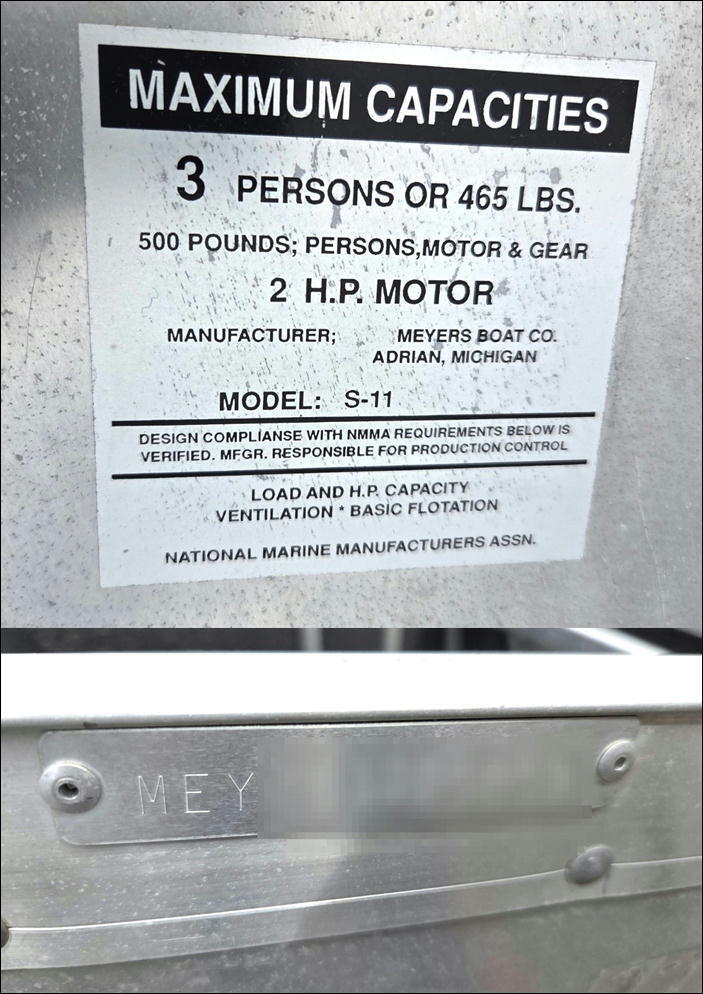 MAXIMUM CAPACITIES
3 PERSONS OR 465 LBS.
500 POUNDS; PERSONS,MOTOR & GEAR
2 H.P. MOTOR
MANUFACTURER; MEYERS BOAT CO.
ADRIAN, MICHIGAN
MODEL: S-11
DESIGN COMPLIANSE WITH NMMA REQUIREMENTS BELOW IS
VERIFIED. MFGR. RESPONSIBLE FOR PRODUCTION CONTROL
LOAD AND H.P. CAPACITY
VENTILATION * BASIC FLOTATION
NATIONAL MARINE MANUFACTURERS ASSN.
MEY